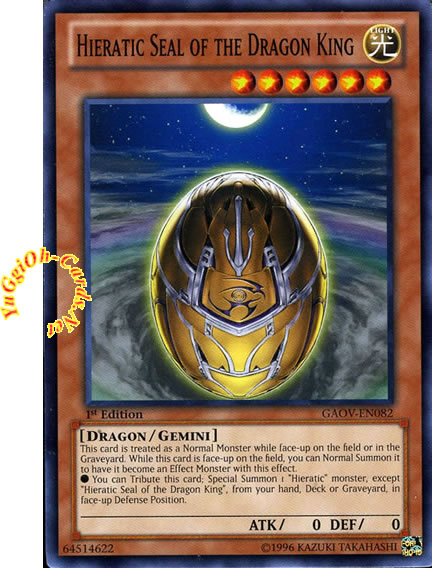 HIERATIC SEAL OF THE DRAGON KING
LIGHT
光
YuGgiOh-Cards.Net
1st Edition
GAOV-EN082
[DRAGON/GEMINI]
This card is treated as a Normal Monster while face-up on the field or in the
Graveyard. While this card is face-up on the field, you can Normal Summon it
to have it become an Effect Monster with this effect.
● You can Tribute this card; Special Summon 1 "Hieratic" monster, except
"Hieratic Seal of the Dragon King", from your hand, Deck or Graveyard, in
face-up Defense Position.
ATK/ 0 DEF/ 0
64514622
©1996 KAZUKI TAKAHASHI